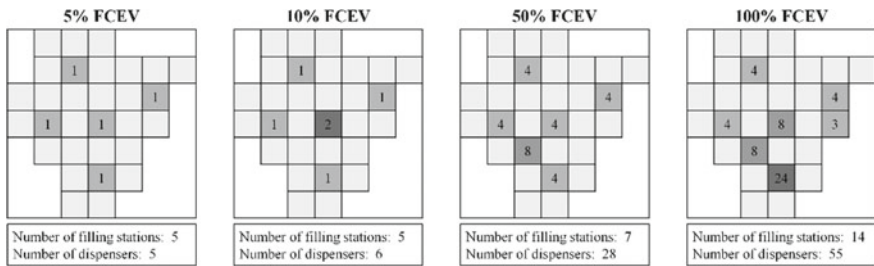 5% FCEV
1
1
1 1
1
Number of filling stations: 5
Number of dispensers: 5
10% FCEV
1
1
1 2
1
Number of filling stations: 5
Number of dispensers: 6
50% FCEV
4
4
4 4
8
4
Number of filling stations: 7
Number of dispensers: 28
100% FCEV
4
4
4 8 3
8
24
Number of filling stations: 14
Number of dispensers: 55